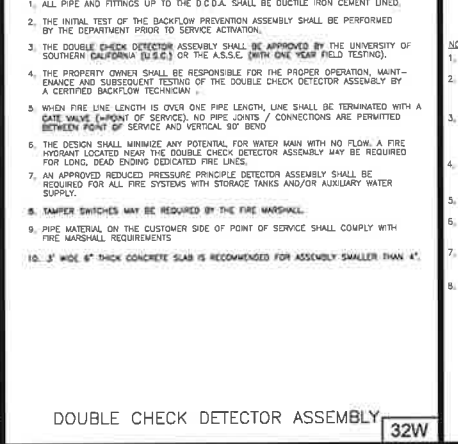 1. ALL PIPE AND FITTINGS UP TO THE D.C.D.A. SHALL BE DUCTILE IRON CEMENT LINED.
2. THE INITIAL TEST OF THE BACKFLOW PREVENTION ASSEMBLY SHALL BE PERFORMED
BY THE DEPARTMENT PRIOR TO SERVICE ACTIVATION.
3. THE DOUBLE CHECK DETECTOR ASSEMBLY SHALL BE APPROVED BY THE UNIVERSITY OF
SOUTHERN CALIFORNIA (U.S.C.) OR THE A.S.S.E. (WITH ONE YEAR FIELD TESTING).
4. THE PROPERTY OWNER SHALL BE RESPONSIBLE FOR THE PROPER OPERATION, MAINT-
ENANCE AND SUBSEQUENT TESTING OF THE DOUBLE CHECK DETECTOR ASSEMBLY BY
A CERTIFIED BACKFLOW TECHNICIAN.
5. WHEN FIRE LINE LENGTH IS OVER ONE PIPE LENGTH, LINE SHALL BE TERMINATED WITH A
GATE VALVE (=POINT OF SERVICE). NO PIPE JOINTS / CONNECTIONS ARE PERMITTED
BETWEEN POINT OF SERVICE AND VERTICAL 90° BEND
6. THE DESIGN SHALL MINIMIZE ANY POTENTIAL FOR WATER MAIN WITH NO FLOW. A FIRE
HYDRANT LOCATED NEAR THE DOUBLE CHECK DETECTOR ASSEMBLY MAY BE REQUIRED
FOR LONG, DEAD ENDING DEDICATED FIRE LINES.
7. AN APPROVED REDUCED PRESSURE PRINCIPLE DETECTOR ASSEMBLY SHALL BE
REQUIRED FOR ALL FIRE SYSTEMS WITH STORAGE TANKS AND/OR AUXILIARY WATER
SUPPLY.
8. TAMPER SWITCHES MAY BE REQUIRED BY THE FIRE MARSHALL.
9. PIPE MATERIAL ON THE CUSTOMER SIDE OF POINT OF SERVICE SHALL COMPLY WITH
FIRE MARSHALL REQUIREMENTS
10. 3' WIDE 6" THICK CONCRETE SLAB IS RECOMMENDED FOR ASSEMBLY SMALLER THAN 4".
DOUBLE CHECK DETECTOR ASSEMBLY
32W
NO
1.
2.
3.
4.
5.
6.
7.
8.